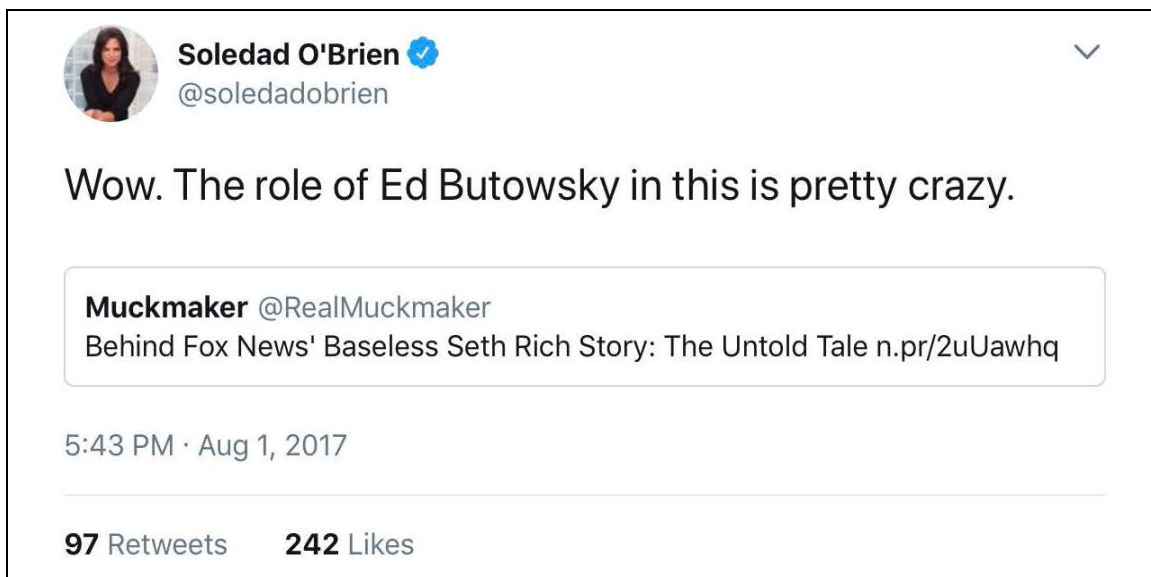 Soledad O'Brien
@soledadobrien
Wow. The role of Ed Butowsky in this is pretty crazy.
Muckmaker @RealMuckmaker
Behind Fox News' Baseless Seth Rich Story: The Untold Tale n.pr/2uUawhq
5:43 PM · Aug 1, 2017
97 Retweets 242 Likes